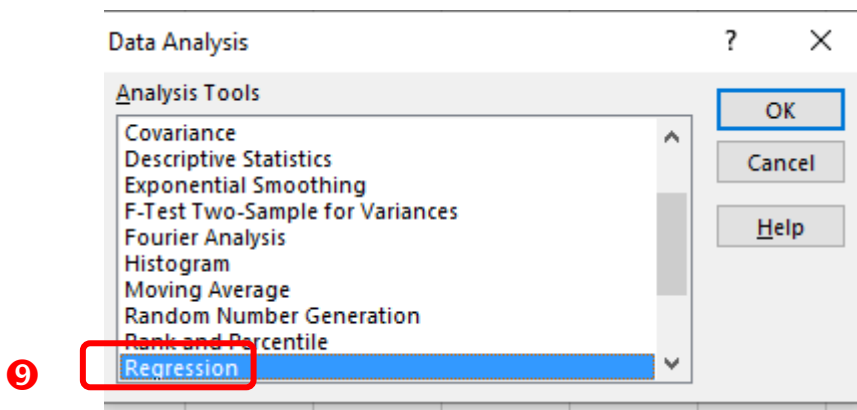 Data Analysis ? ×
Analysis Tools
OK
Covariance
Descriptive Statistics
Cancel
Exponential Smoothing
F-Test Two-Sample for Variances
Help
Fourier Analysis
Histogram
Moving Average
Random Number Generation
Rank and Percentile
❾ Regression